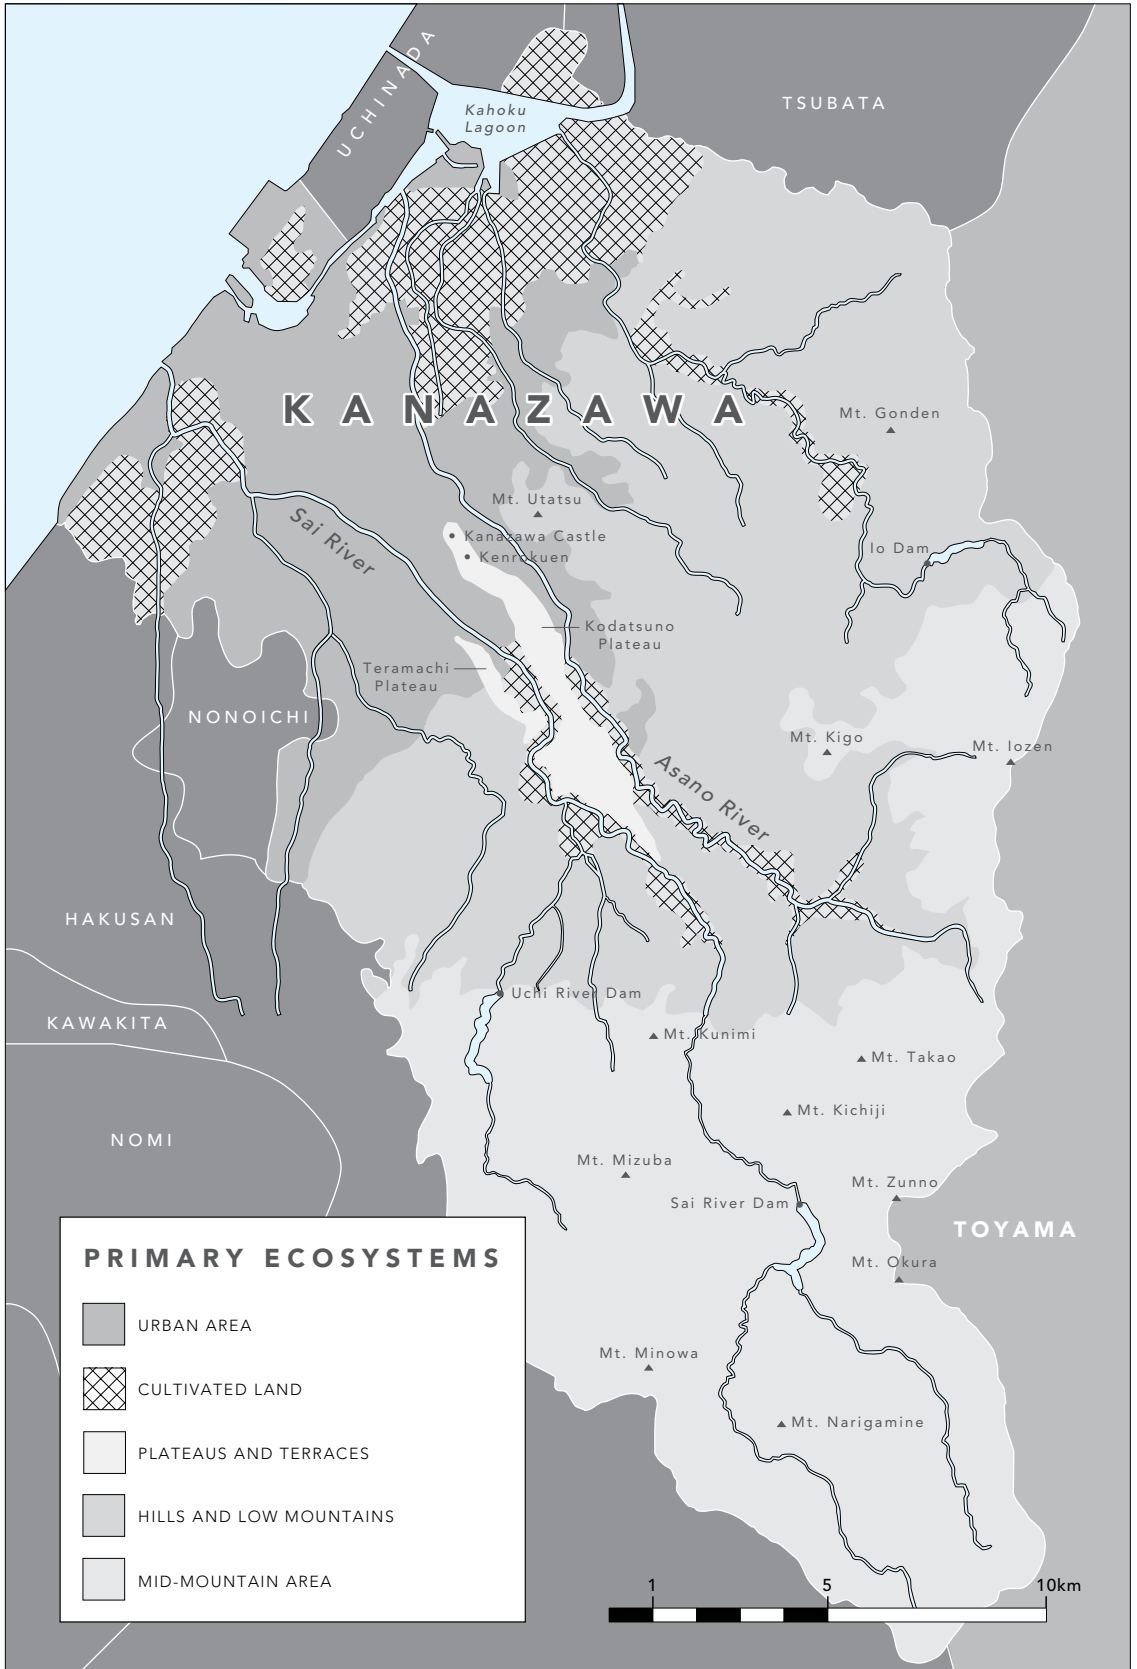 UCHINADA
Kahoku
Lagoon
TSUBATA
KANAZAWA
Mt. Gonden
Mt. Utatsu
Sai River
Kanazawa Castle
Kenrokuen
Io Dam
Kodatsuno
Plateau
Teramachi
Plateau
NONOICHI
Mt. Kigo
Mt. Iozen
Asano River
HAKUSAN
Uchi River Dam
KAWAKITA
Mt. Kunimi
Mt. Takao
Mt. Kichiji
NOMI
Mt. Mizuba
Mt. Zunno
Sai River Dam
TOYAMA
Mt. Okura
Mt. Minowa
Mt. Narigamine
PRIMARY ECOSYSTEMS
URBAN AREA
CULTIVATED LAND
PLATEAUS AND TERRACES
HILLS AND LOW MOUNTAINS
MID-MOUNTAIN AREA
1 5 10km